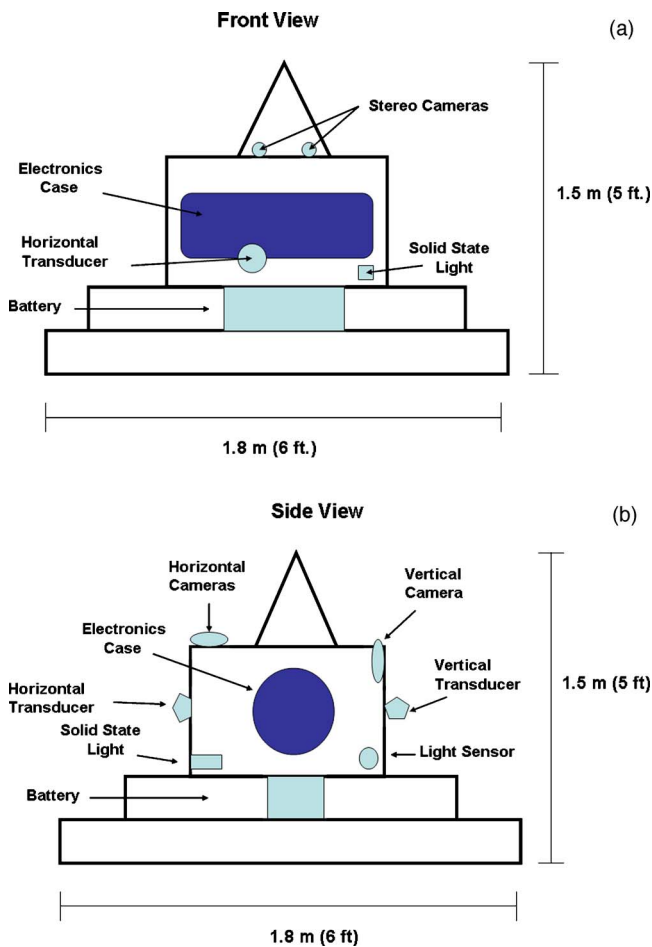 Front View
(a)
Stereo Cameras
Electronics
Case
1.5 m (5 ft.)
Horizontal
Transducer
Solid State
Light
Battery
1.8 m (6 ft.)
Side View
(b)
Horizontal
Cameras
Vertical
Camera
Electronics
Case
Horizontal
Transducer
Vertical
Transducer
1.5 m (5 ft)
Solid State
Light
Light Sensor
Battery
1.8 m (6 ft)